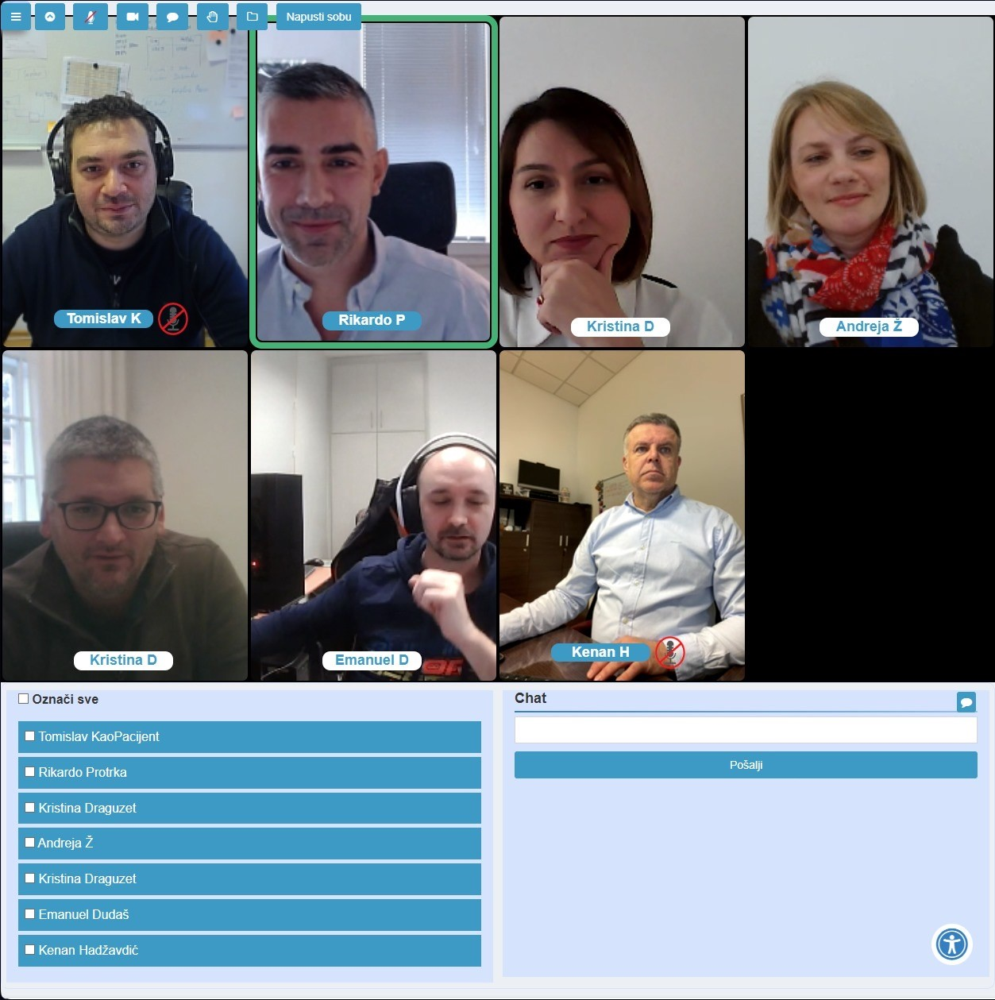 Napusti sobu
Tomislav K
Rikardo P
Kristina D
Andreja Ž
Kristina D
Emanuel D
Kenan H
Označi sve
Tomislav KaoPacijent
Rikardo Protrka
Kristina Draguzet
Andreja Ž
Kristina Draguzet
Emanuel Dudaš
Kenan Hadžavdić
Chat
Pošalji